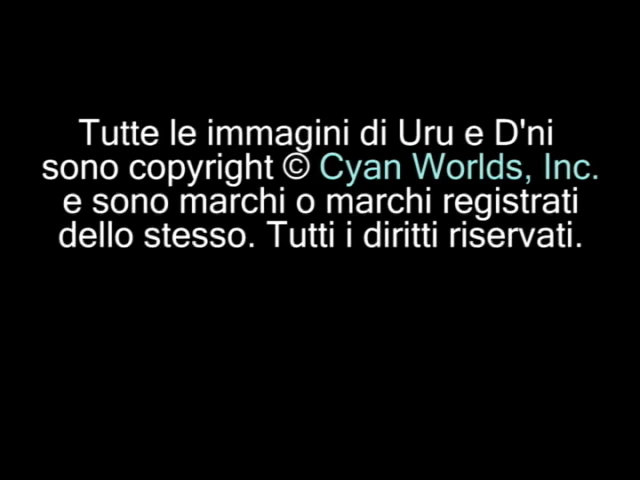 Tutte le immagini di Uru e D'ni
sono copyright © Cyan Worlds, Inc.
e sono marchi o marchi registrati
dello stesso. Tutti i diritti riservati.